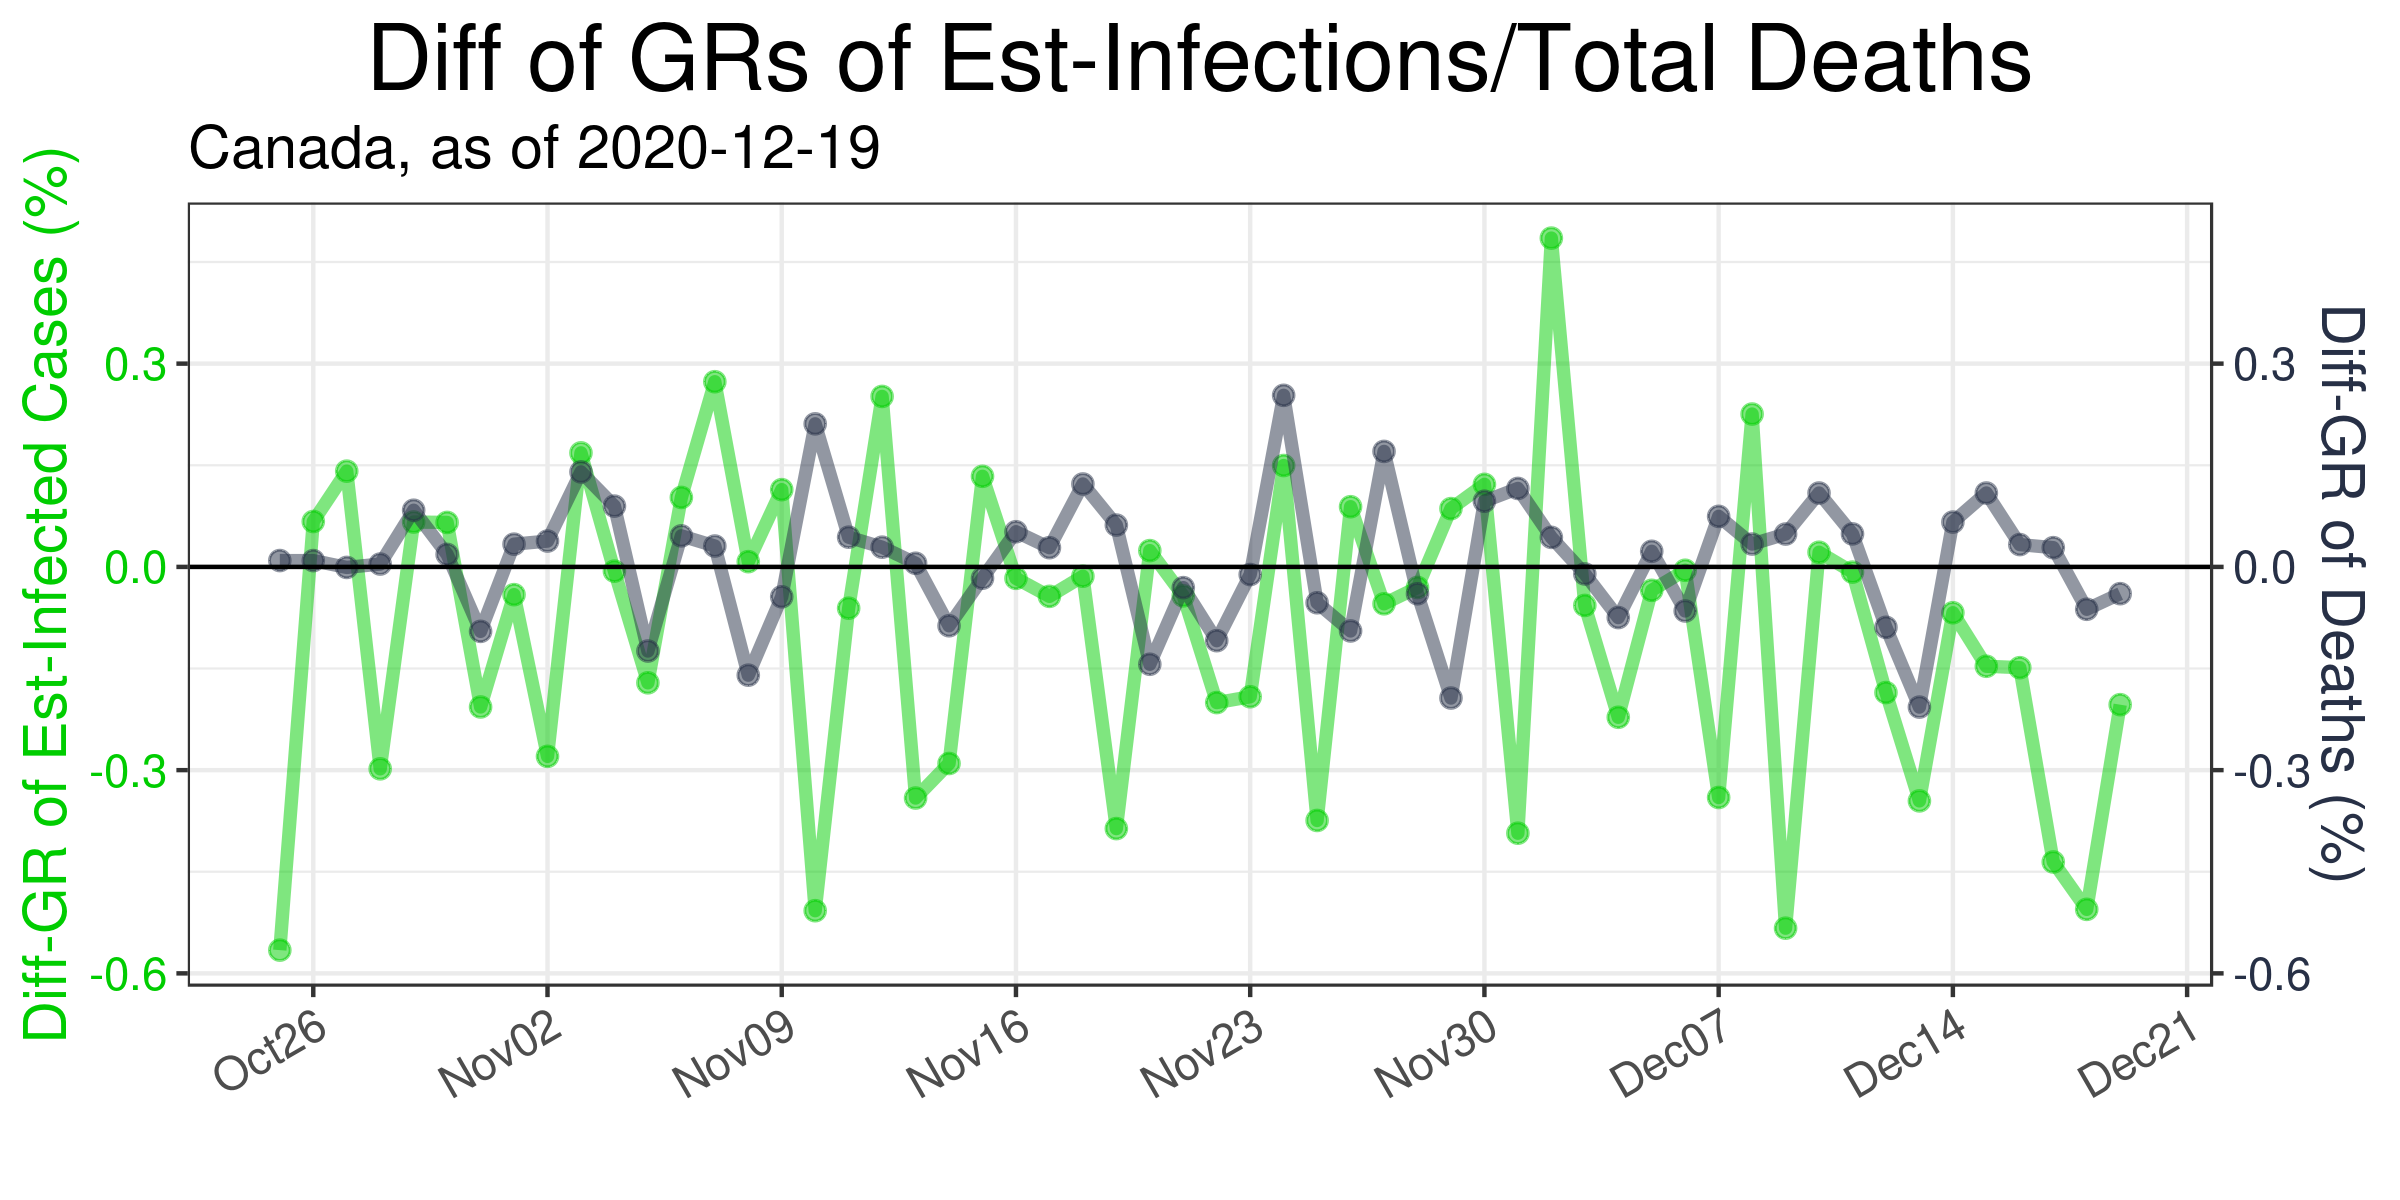 Diff of GRs of Est-Infections/Total Deaths
Canada, as of 2020-12-19
Diff-GR of Est-Infected Cases (%)
0.3
0.0
-0.3
-0.6
0.3
0.0
-0.3
-0.6
Diff-GR of Deaths (%)
Oct26
Nov02
Nov09
Nov16
Nov23
Nov30
Dec07
Dec14
Dec21